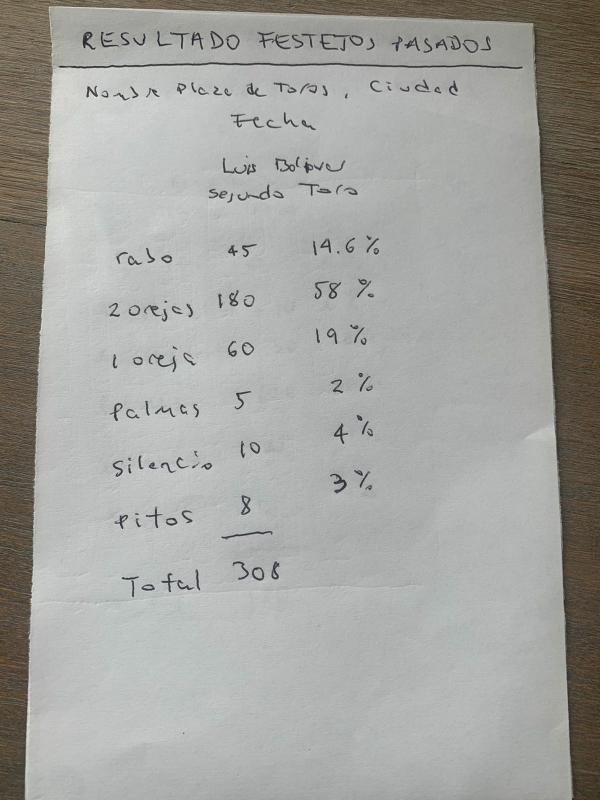 RESULTADO FESTEJOS PASADOS
Nombre Plaza de Toros, Ciudad
Fecha
Luis Bolivar
segundo Toro
rabo 45 14.6%
2 orejas 180 58%
1 oreja 60 19%
palmas 5 2%
silencio 10 4%
pitos 8 3%
Total 308